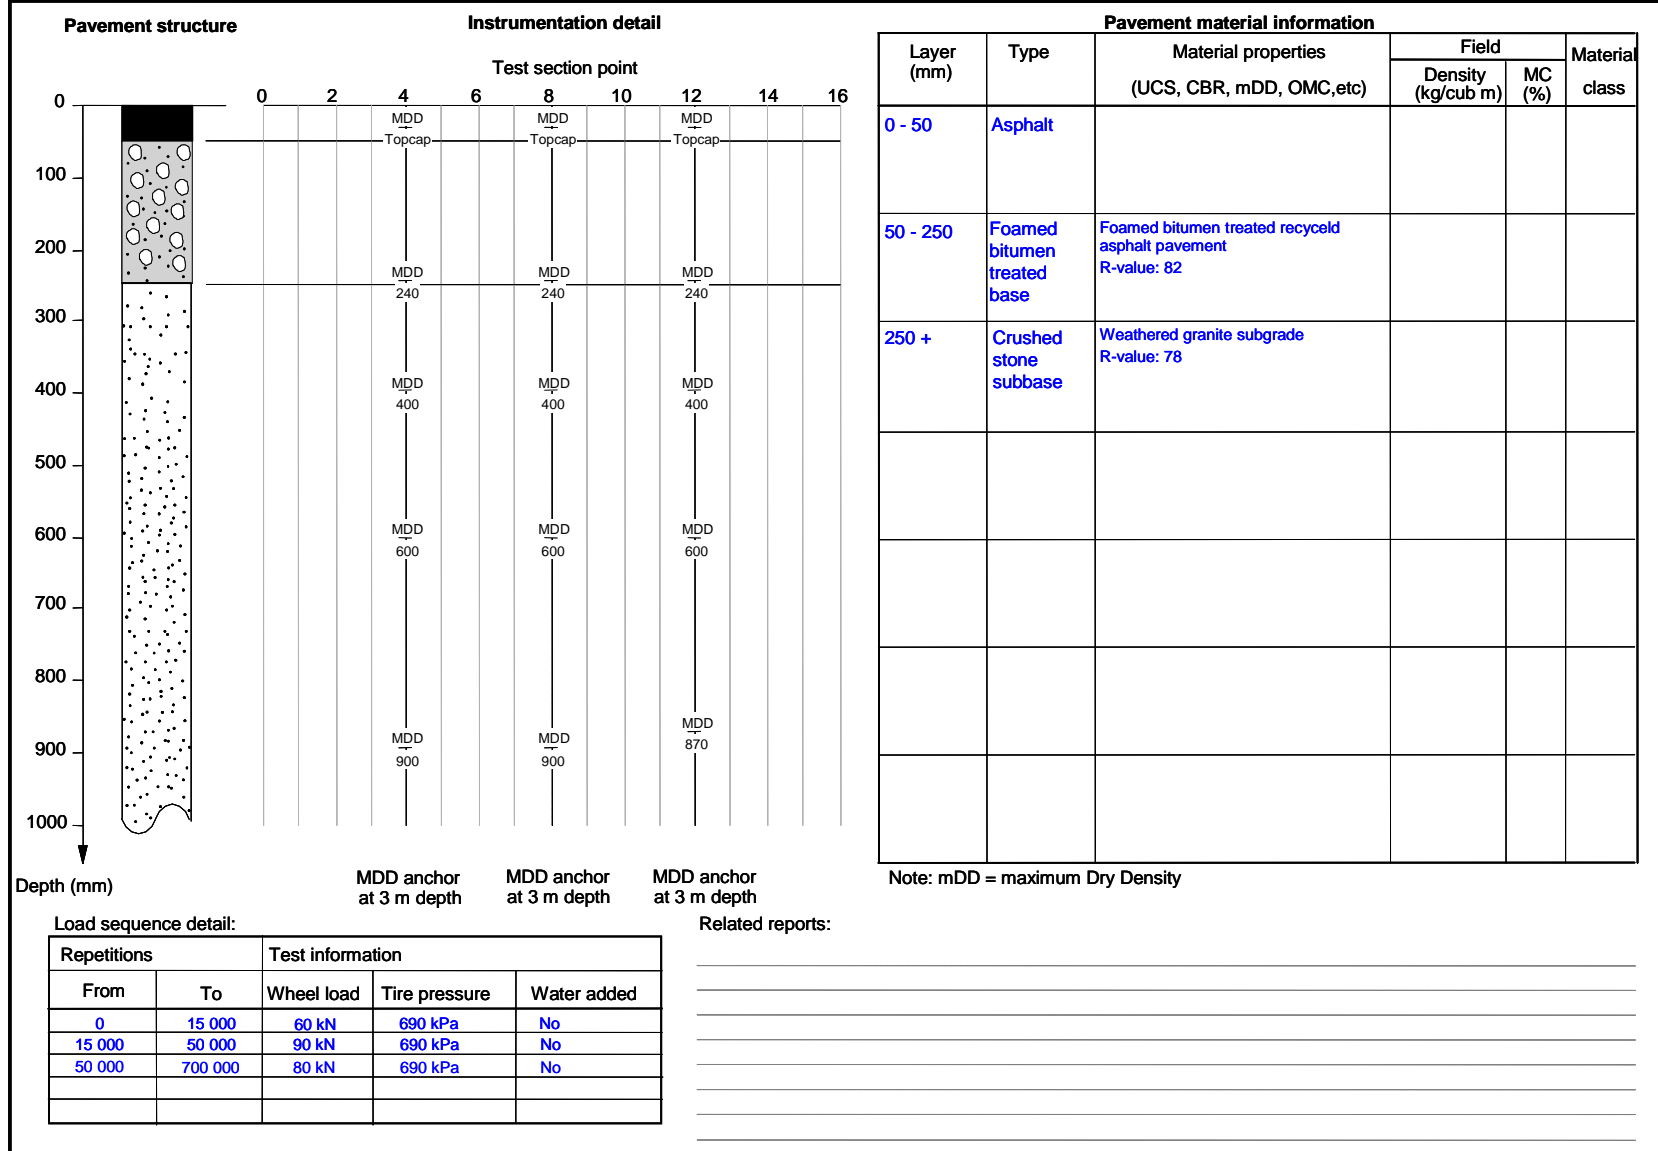 Pavement structure
Instrumentation detail
Pavement material information
Test section point
0 2 4 6 8 10 12 14 16
0
100
200
300
400
500
600
700
800
900
1000
Depth (mm)
MDD MDD MDD
Topcap Topcap Topcap
MDD MDD MDD
240 240 240
MDD MDD MDD
400 400 400
MDD MDD MDD
600 600 600
MDD MDD MDD
900 900 870
MDD anchor
at 3 m depth
MDD anchor
at 3 m depth
MDD anchor
at 3 m depth
Layer
(mm)
Type
Material properties
(UCS, CBR, mDD, OMC,etc)
Field
Density
(kg/cub m)
MC
(%)
Material
class
0 - 50
Asphalt
50 - 250
Foamed
bitumen
treated
base
Foamed bitumen treated recyceld
asphalt pavement
R-value: 82
250 +
Crushed
stone
subbase
Weathered granite subgrade
R-value: 78
Note: mDD = maximum Dry Density
Load sequence detail:
Repetitions Test information
From To Wheel load Tire pressure Water added
0 15 000 60 kN 690 kPa No
15 000 50 000 90 kN 690 kPa No
50 000 700 000 80 kN 690 kPa No
Related reports: